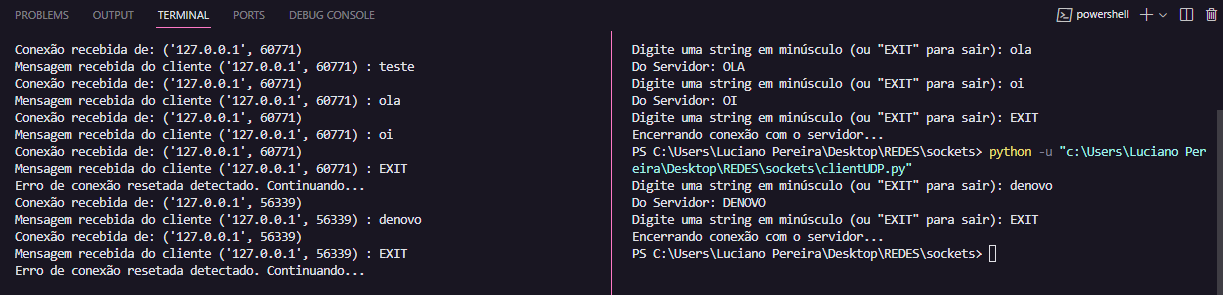 PROBLEMS OUTPUT TERMINAL PORTS DEBUG CONSOLE powershell
Conexão recebida de: ('127.0.0.1', 60771)
Mensagem recebida do cliente ('127.0.0.1', 60771) : teste
Conexão recebida de: ('127.0.0.1', 60771)
Mensagem recebida do cliente ('127.0.0.1', 60771) : ola
Conexão recebida de: ('127.0.0.1', 60771)
Mensagem recebida do cliente ('127.0.0.1', 60771) : oi
Conexão recebida de: ('127.0.0.1', 60771)
Mensagem recebida do cliente ('127.0.0.1', 60771) : EXIT
Erro de conexão resetada detectado. Continuando...
Conexão recebida de: ('127.0.0.1', 56339)
Mensagem recebida do cliente ('127.0.0.1', 56339) : denovo
Conexão recebida de: ('127.0.0.1', 56339)
Mensagem recebida do cliente ('127.0.0.1', 56339) : EXIT
Erro de conexão resetada detectado. Continuando...
Digite uma string em minúsculo (ou "EXIT" para sair): ola
Do Servidor: OLA
Digite uma string em minúsculo (ou "EXIT" para sair): oi
Do Servidor: OI
Digite uma string em minúsculo (ou "EXIT" para sair): EXIT
Encerrando conexão com o servidor...
PS C:\Users\Luciano Pereira\Desktop\REDES\sockets> python -u "c:\Users\Luciano Per
eira\Desktop\REDES\sockets\clientUDP.py"
Digite uma string em minúsculo (ou "EXIT" para sair): denovo
Do Servidor: DENOVO
Digite uma string em minúsculo (ou "EXIT" para sair): EXIT
Encerrando conexão com o servidor...
PS C:\Users\Luciano Pereira\Desktop\REDES\sockets>